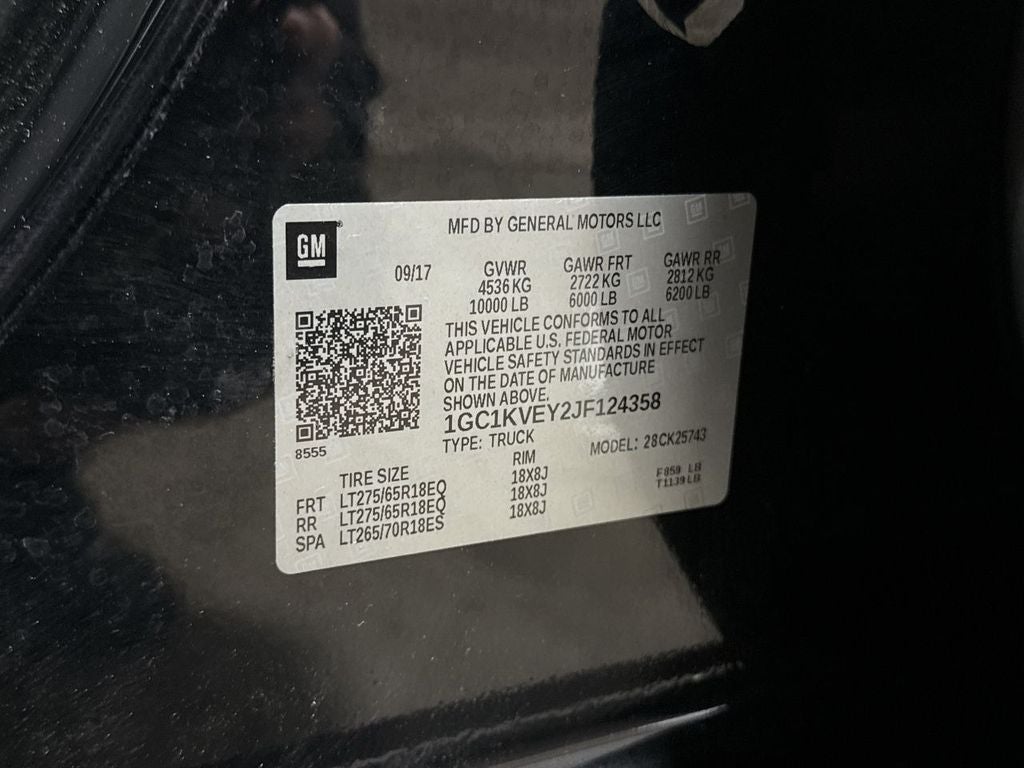 GM
MFD BY GENERAL MOTORS LLC
09/17
GVWR GAWR FRT GAWR RR
4536 KG 2722 KG 2812 KG
10000 LB 6000 LB 6200 LB
THIS VEHICLE CONFORMS TO ALL
APPLICABLE U.S. FEDERAL MOTOR
VEHICLE SAFETY STANDARDS IN EFFECT
ON THE DATE OF MANUFACTURE
SHOWN ABOVE.
1GC1KVEY2JF124358
8555
TYPE: TRUCK MODEL: 28CK25743
TIRE SIZE RIM
FRT LT275/65R18EQ 18X8J
RR LT275/65R18EQ 18X8J
SPA LT265/70R18ES 18X8J
F859 LB
T1139 LB